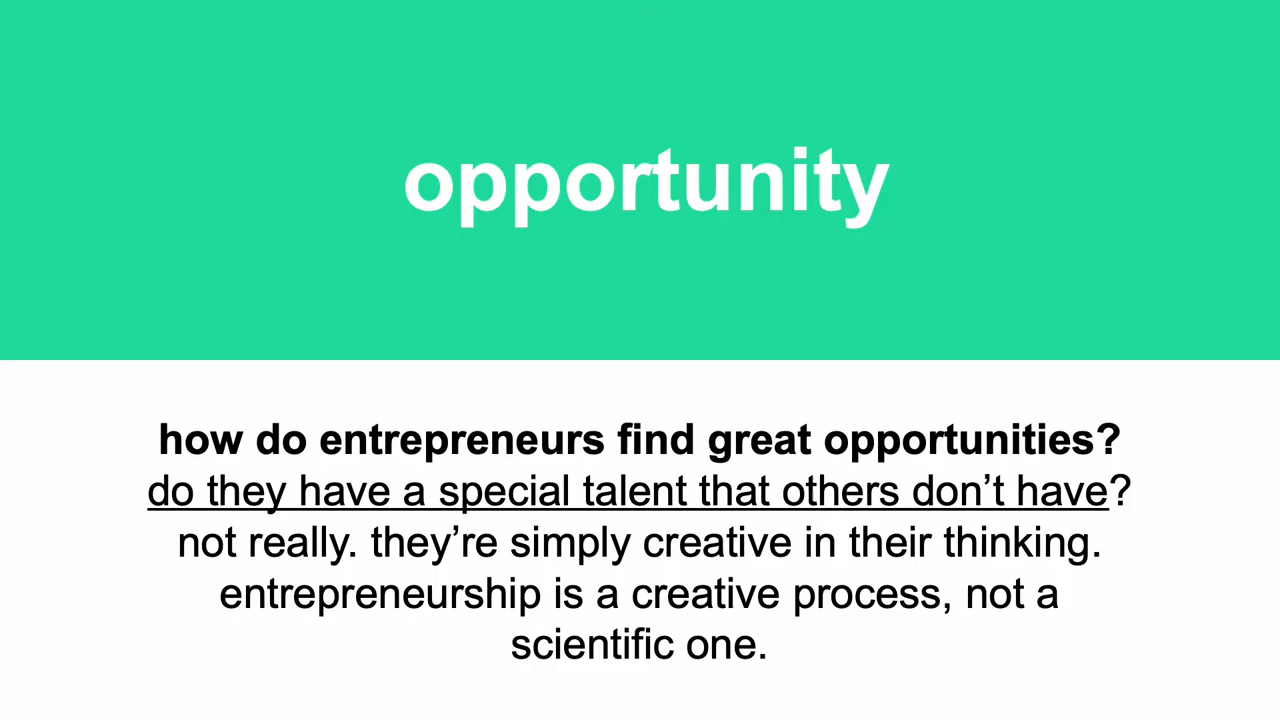 opportunity
how do entrepreneurs find great opportunities?
do they have a special talent that others don’t have?
not really. they’re simply creative in their thinking.
entrepreneurship is a creative process, not a
scientific one.